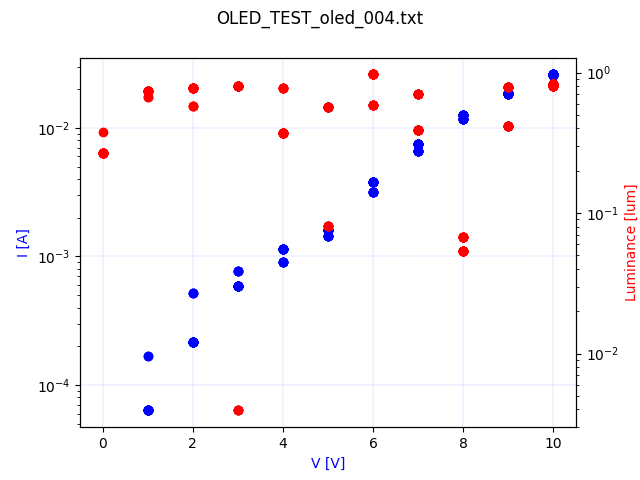 OLED_TEST_oled_004.txt
10⁻²
10⁻³
10⁻⁴
I [A]
10⁰
10⁻¹
10⁻²
Luminance [lum]
0 2 4 6 8 10
V [V]